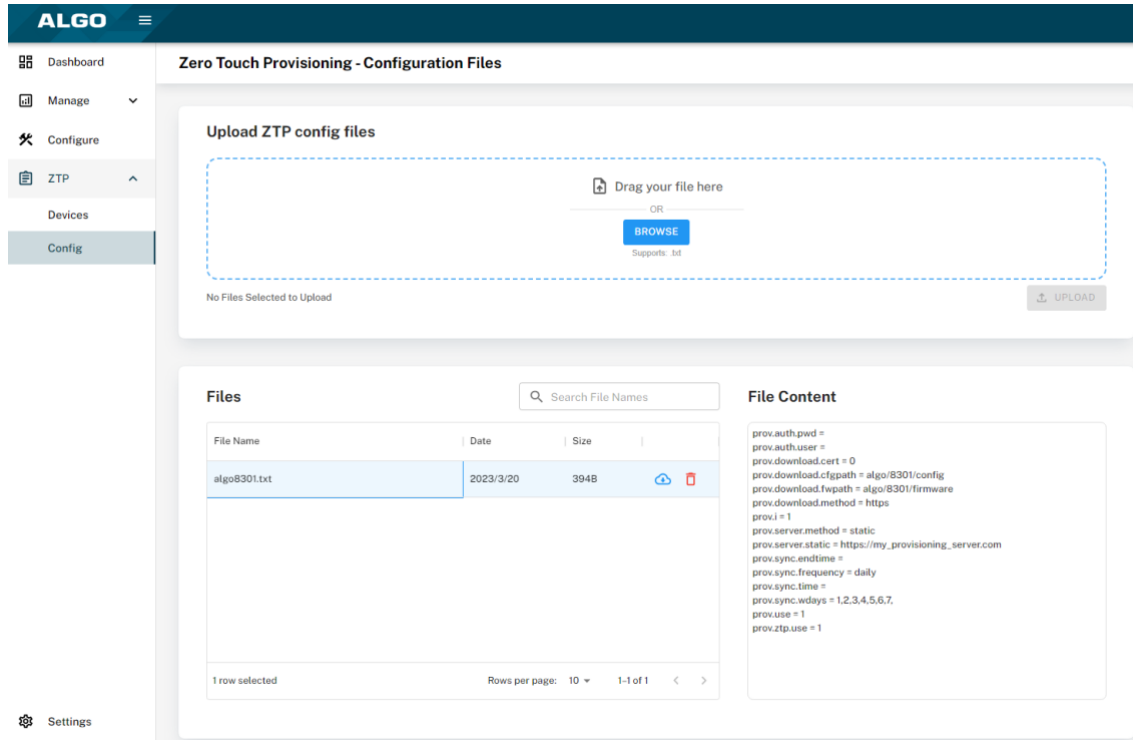 ALGO
Dashboard
Manage
Configure
ZTP
Devices
Config
Settings
Zero Touch Provisioning - Configuration Files
Upload ZTP config files
Drag your file here
OR
BROWSE
Supports: .txt
No Files Selected to Upload
UPLOAD
Files
Search File Names
File Name Date Size
algo8301.txt 2023/3/20 394B
1 row selected Rows per page: 10 1-1 of 1
File Content
prov.auth.pwd =
prov.auth.user =
prov.download.cert = 0
prov.download.cfgpath = algo/8301/config
prov.download.fwpath = algo/8301/firmware
prov.download.method = https
prov.i = 1
prov.server.method = static
prov.server.static = https://my_provisioning_server.com
prov.sync.endtime =
prov.sync.frequency = daily
prov.sync.time =
prov.sync.wdays = 1,2,3,4,5,6,7,
prov.use = 1
prov.ztp.use = 1